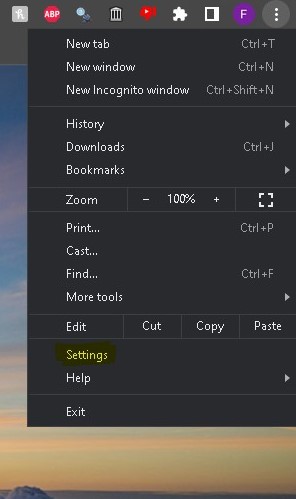 ABP
F
New tab Ctrl+T
New window Ctrl+N
New Incognito window Ctrl+Shift+N
History
Downloads Ctrl+J
Bookmarks
Zoom − 100% +
Print... Ctrl+P
Cast...
Find... Ctrl+F
More tools
Edit Cut Copy Paste
Settings
Help
Exit